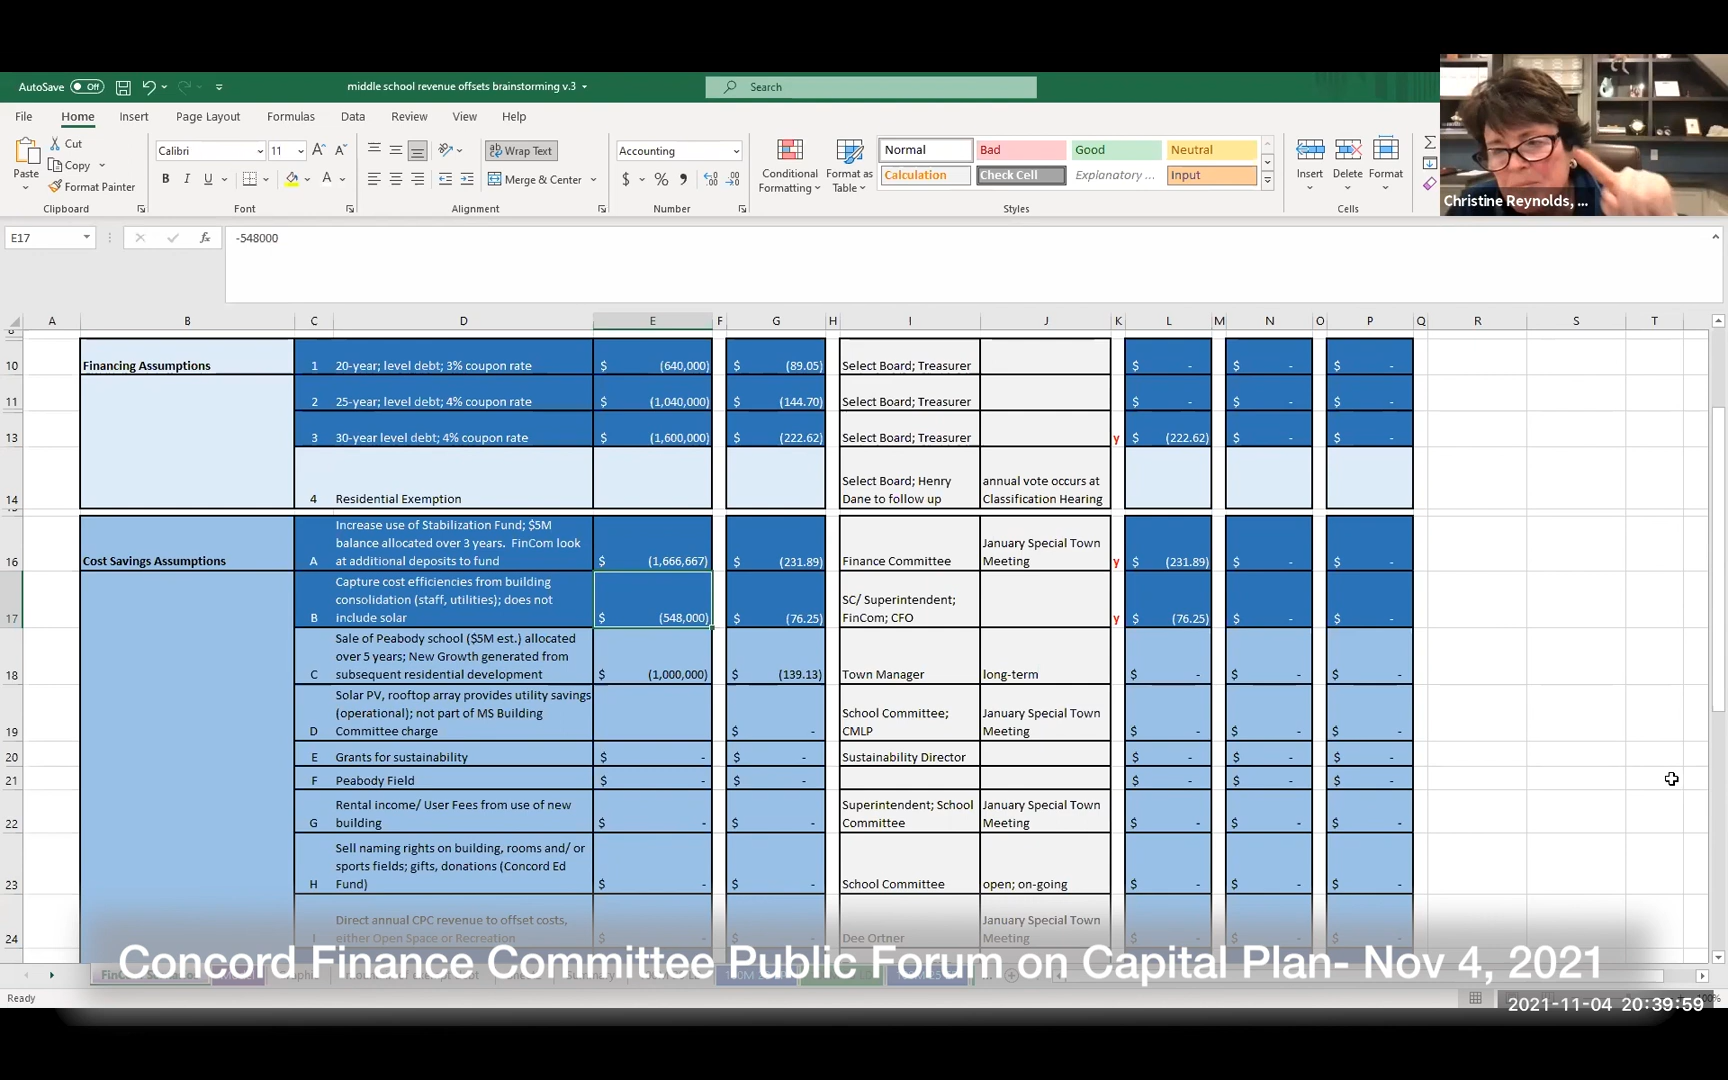 AutoSave Off
middle school revenue offsets brainstorming v.3
Search
File Home Insert Page Layout Formulas Data Review View Help
Paste
Cut
Copy
Format Painter
Calibri 11
Wrap Text
Merge & Center
Accounting
Conditional Formatting
Format as Table
Normal Bad Good Neutral
Calculation Check Cell Explanatory ... Input
Insert Delete Format
Clipboard Font Alignment Number Styles Cells
Christine Reynolds, ...
E17 fx -548000
A B C D E F G H I J K L M N O P Q R S T
10 Financing Assumptions 1 20-year; level debt; 3% coupon rate $ (640,000) $ (89.05) Select Board; Treasurer $ - $ - $ -
11 2 25-year; level debt; 4% coupon rate $ (1,040,000) $ (144.70) Select Board; Treasurer $ - $ - $ -
13 3 30-year level debt; 4% coupon rate $ (1,600,000) $ (222.62) Select Board; Treasurer y $ (222.62) $ - $ -
Select Board; Henry annual vote occurs at
14 4 Residential Exemption Dane to follow up Classification Hearing
Increase use of Stabilization Fund; $5M
balance allocated over 3 years. FinCom look January Special Town
16 Cost Savings Assumptions A at additional deposits to fund $ (1,666,667) $ (231.89) Finance Committee Meeting y $ (231.89) $ - $ -
Capture cost efficiencies from building
consolidation (staff, utilities); does not SC/ Superintendent;
17 B include solar $ (548,000) $ (76.25) FinCom; CFO y $ (76.25) $ - $ -
Sale of Peabody school ($5M est.) allocated
over 5 years; New Growth generated from
18 C subsequent residential development $ (1,000,000) $ (139.13) Town Manager long-term $ - $ - $ -
Solar PV, rooftop array provides utility savings
(operational); not part of MS Building School Committee; January Special Town
19 D Committee charge $ - CMLP Meeting $ - $ - $ -
20 E Grants for sustainability $ - $ - Sustainability Director $ - $ - $ -
21 F Peabody Field $ - $ - $ - $ - $ -
Rental income/ User Fees from use of new Superintendent; School January Special Town
22 G building $ - $ - Committee Meeting $ - $ - $ -
Sell naming rights on building, rooms and/ or
sports fields; gifts, donations (Concord Ed
23 H Fund) $ - $ - School Committee open; on-going $ - $ - $ -
Direct annual CPC revenue to offset costs, January Special Town
24 I either Open Space or Recreation $ - $ - Dee Ortner Meeting $ - $ - $ -
Concord Finance Committee Public Forum on Capital Plan- Nov 4, 2021
Ready
2021-11-04 20:39:59